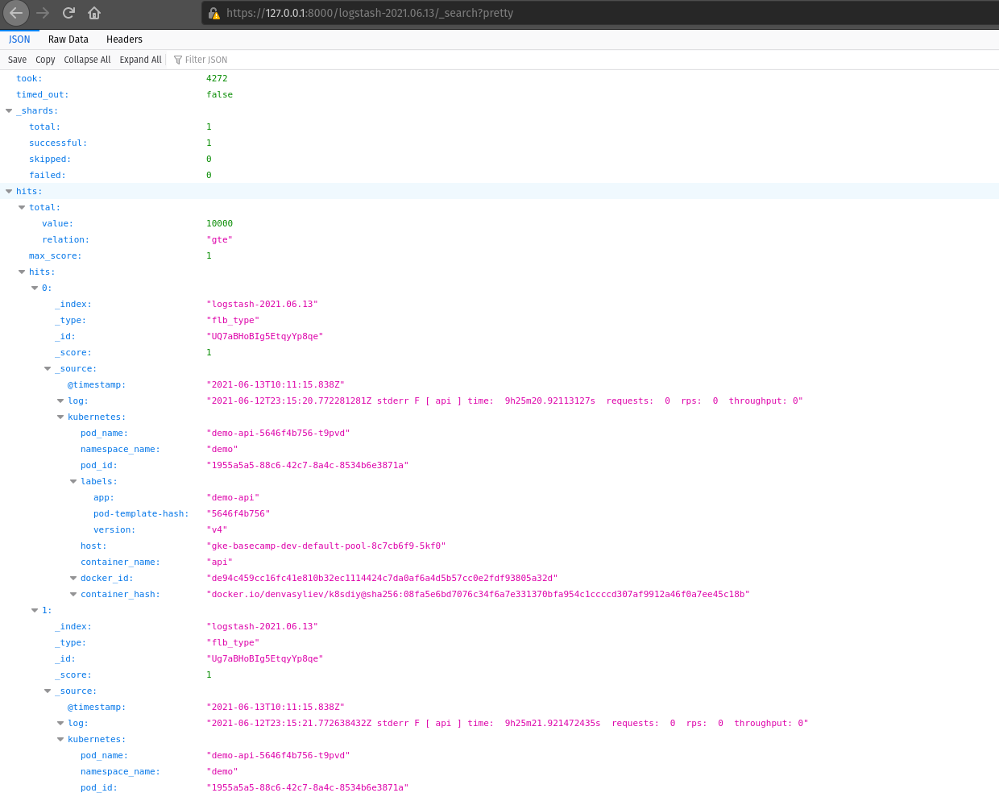 https://127.0.0.1:8000/logstash-2021.06.13/_search?pretty
JSON Raw Data Headers
Save Copy Collapse All Expand All Filter JSON
took: 4272
timed_out: false
_shards:
total: 1
successful: 1
skipped: 0
failed: 0
hits:
total:
value: 10000
relation: "gte"
max_score: 1
hits:
0:
_index: "logstash-2021.06.13"
_type: "flb_type"
_id: "UQ7aBHoBIg5EtqyYp8qe"
_score: 1
_source:
@timestamp: "2021-06-13T10:11:15.838Z"
log: "2021-06-12T23:15:20.772281281Z stderr F [ api ] time:  9h25m20.92113127s  requests:  0  rps:  0  throughput: 0"
kubernetes:
pod_name: "demo-api-5646f4b756-t9pvd"
namespace_name: "demo"
pod_id: "1955a5a5-88c6-42c7-8a4c-8534b6e3871a"
labels:
app: "demo-api"
pod-template-hash: "5646f4b756"
version: "v4"
host: "gke-basecamp-dev-default-pool-8c7cb6f9-5kf0"
container_name: "api"
docker_id: "de94c459cc16fc41e810b32ec1114424c7da0af6a4d5b57cc0e2fdf93805a32d"
container_hash: "docker.io/denvasyliev/k8sdiy@sha256:08fa5e6bd7076c34f6a7e331370bfa954c1ccccd307af9912a46f0a7ee45c18b"
1:
_index: "logstash-2021.06.13"
_type: "flb_type"
_id: "Ug7aBHoBIg5EtqyYp8qe"
_score: 1
_source:
@timestamp: "2021-06-13T10:11:15.838Z"
log: "2021-06-12T23:15:21.772638432Z stderr F [ api ] time:  9h25m21.921472435s  requests:  0  rps:  0  throughput: 0"
kubernetes:
pod_name: "demo-api-5646f4b756-t9pvd"
namespace_name: "demo"
pod_id: "1955a5a5-88c6-42c7-8a4c-8534b6e3871a"